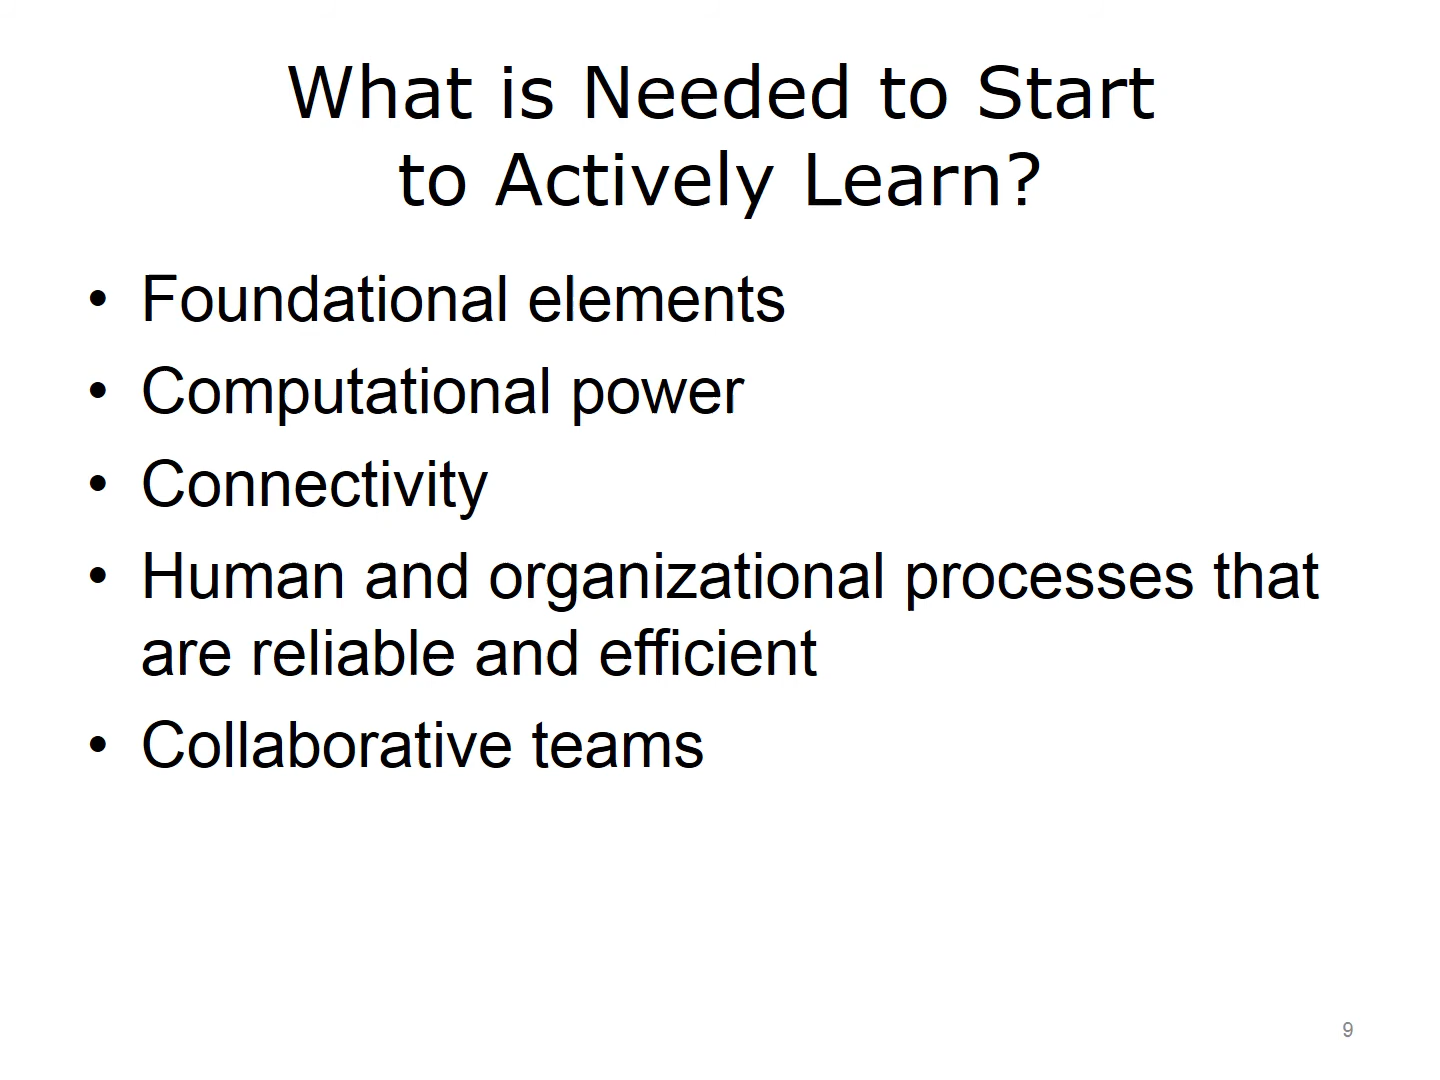 What is Needed to Start
to Actively Learn?
• Foundational elements
• Computational power
• Connectivity
• Human and organizational processes that
are reliable and efficient
• Collaborative teams
9